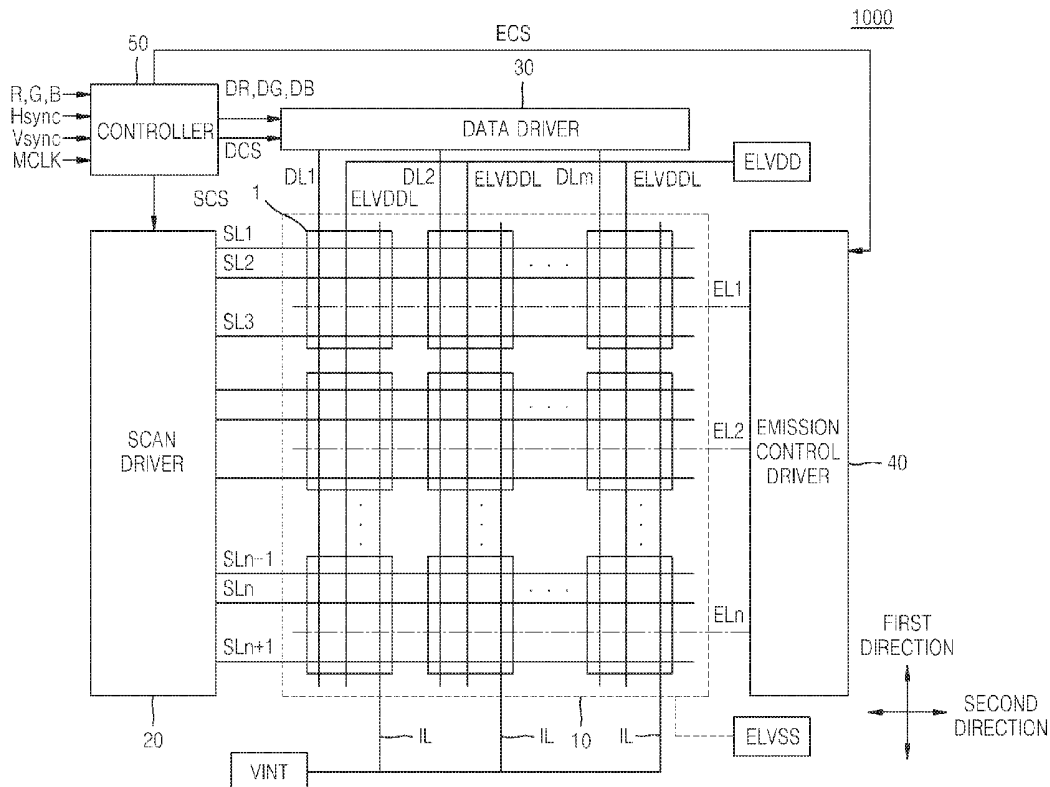 1000
ECS
50
R,G,B
Hsync
Vsync
MCLK
CONTROLLER
DR,DG,DB
DCS
30
DATA DRIVER
ELVDD
DL1
DL2
DLm
ELVDDL
ELVDDL
ELVDDL
SCS
1
SL1
SL2
SL3
. . .
EL1
SCAN
DRIVER
. . .
EL2
EMISSION
CONTROL
DRIVER
40
SLn-1
SLn
SLn+1
. . .
ELn
FIRST
DIRECTION
SECOND
DIRECTION
20
IL
IL
10
IL
ELVSS
VINT